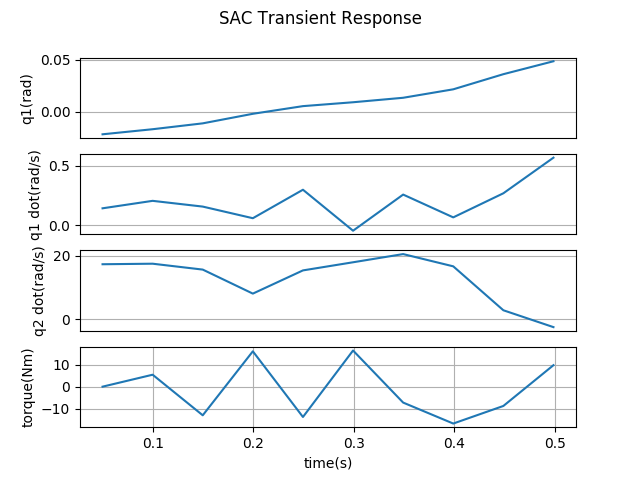 SAC Transient Response
q1(rad)
0.05
0.00
q1 dot(rad/s)
0.5
0.0
q2 dot(rad/s)
20
0
torque(Nm)
10
0
−10
0.1 0.2 0.3 0.4 0.5
time(s)